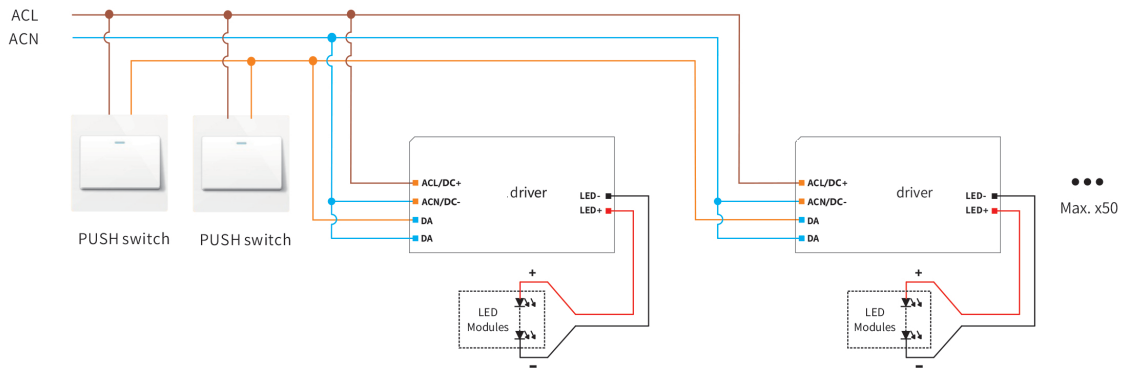 ACL
ACN
PUSH switch
PUSH switch
ACL/DC+
ACN/DC-
DA
DA
.driver
LED-
LED+
ACL/DC+
ACN/DC-
DA
DA
driver
LED-
LED+
Max. x50
+
LED
Modules
-
+
LED
Modules
-